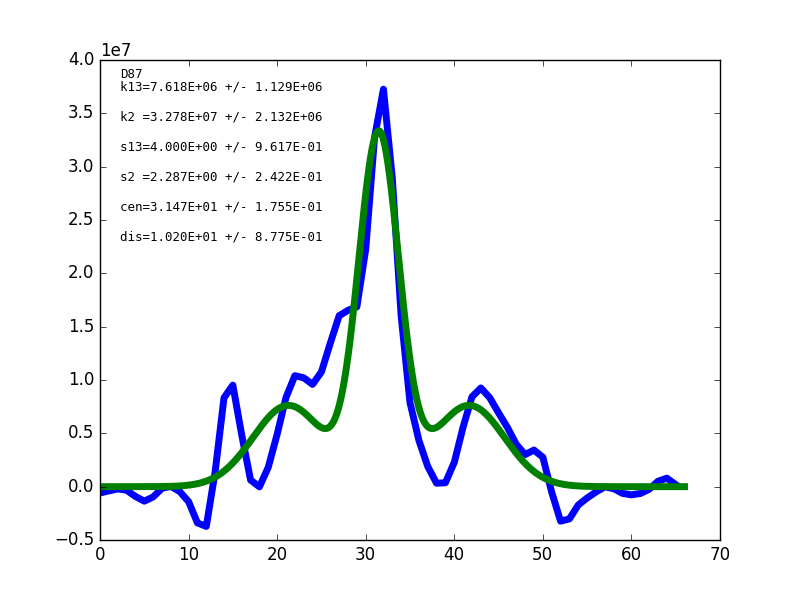 1e7
4.0
D87
k13=7.618E+06 +/- 1.129E+06
3.5
k2 =3.278E+07 +/- 2.132E+06
s13=4.000E+00 +/- 9.617E-01
3.0
s2 =2.287E+00 +/- 2.422E-01
cen=3.147E+01 +/- 1.755E-01
2.5
dis=1.020E+01 +/- 8.775E-01
2.0
1.5
1.0
0.5
0.0
−0.5
0 10 20 30 40 50 60 70